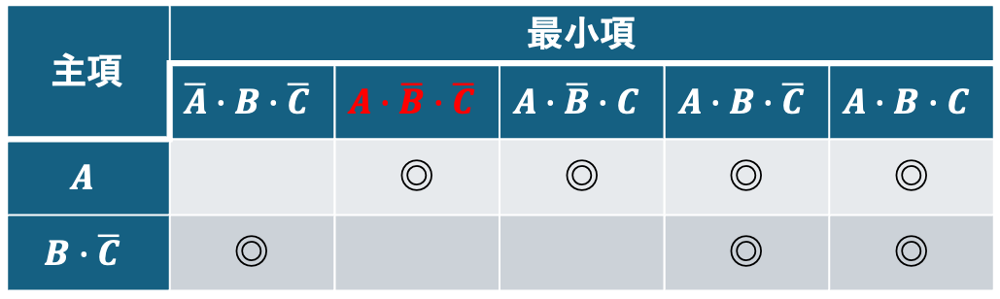 主項 最小項
A̅ · B · C̅ A · B̅ · C̅ A · B̅ · C A · B · C̅ A · B · C
A ◎ ◎ ◎ ◎
B · C̅ ◎ ◎ ◎